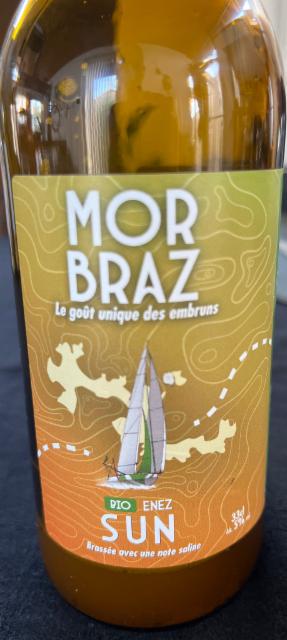 MOR
BRAZ
Le goût unique des embruns
BIO ENEZ
SUN
33cl
Brassée avec une note saline